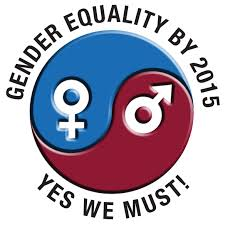 GENDER EQUALITY BY 2015
YES WE MUST!